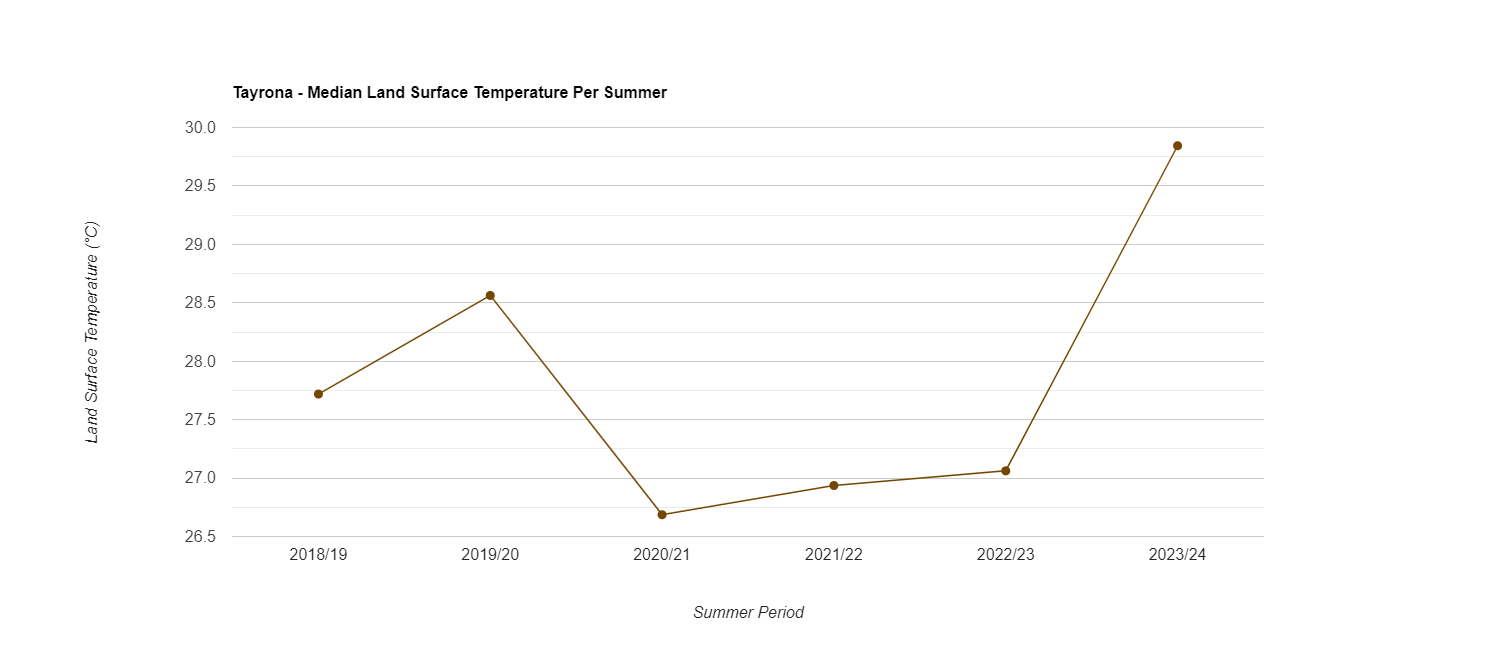 Tayrona - Median Land Surface Temperature Per Summer
30.0
29.5
29.0
28.5
28.0
27.5
27.0
26.5
Land Surface Temperature (°C)
2018/19 2019/20 2020/21 2021/22 2022/23 2023/24
Summer Period